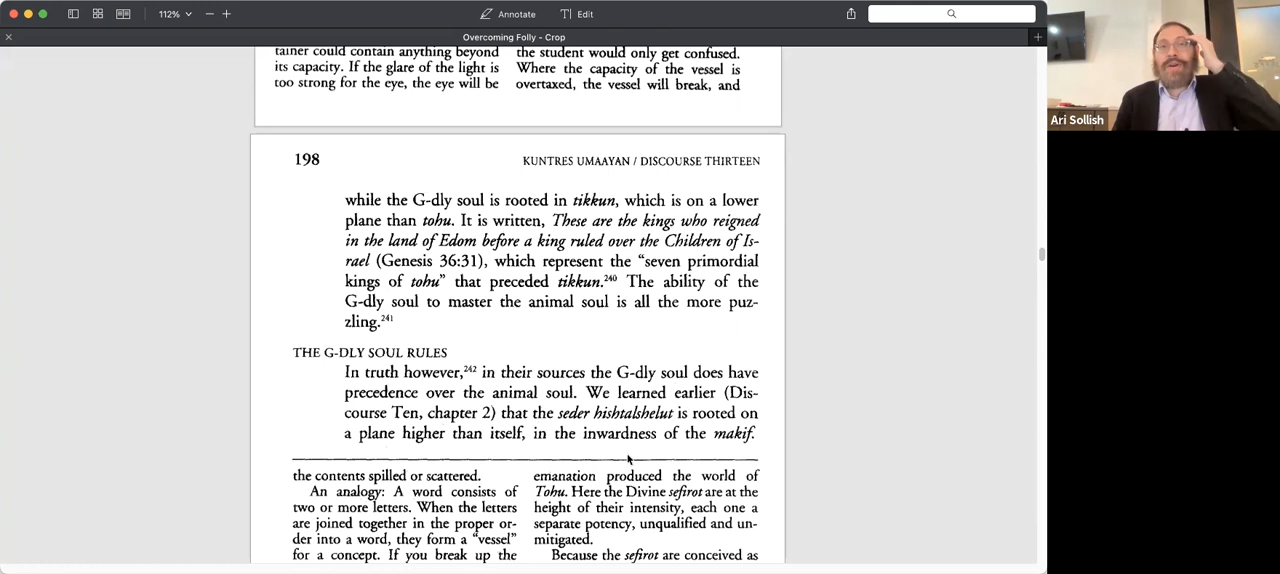 112%
Annotate
Edit
Overcoming Folly - Crop
tainer could contain anything beyond
its capacity. If the glare of the light is
too strong for the eye, the eye will be
the student would only get confused.
Where the capacity of the vessel is
overtaxed, the vessel will break, and
198
KUNTRES UMAAYAN / DISCOURSE THIRTEEN
while the G-dly soul is rooted in tikkun, which is on a lower
plane than tohu. It is written, These are the kings who reigned
in the land of Edom before a king ruled over the Children of Is-
rael (Genesis 36:31), which represent the “seven primordial
kings of tohu” that preceded tikkun.²⁴⁰ The ability of the
G-dly soul to master the animal soul is all the more puz-
zling.²⁴¹
THE G-DLY SOUL RULES
In truth however,²⁴² in their sources the G-dly soul does have
precedence over the animal soul. We learned earlier (Dis-
course Ten, chapter 2) that the seder hishtalshelut is rooted on
a plane higher than itself, in the inwardness of the makif.
the contents spilled or scattered.
An analogy: A word consists of
two or more letters. When the letters
are joined together in the proper or-
der into a word, they form a “vessel”
for a concept. If you break up the
emanation produced the world of
Tohu. Here the Divine sefirot are at the
height of their intensity, each one a
separate potency, unqualified and un-
mitigated.
Because the sefirot are conceived as
Ari Sollish